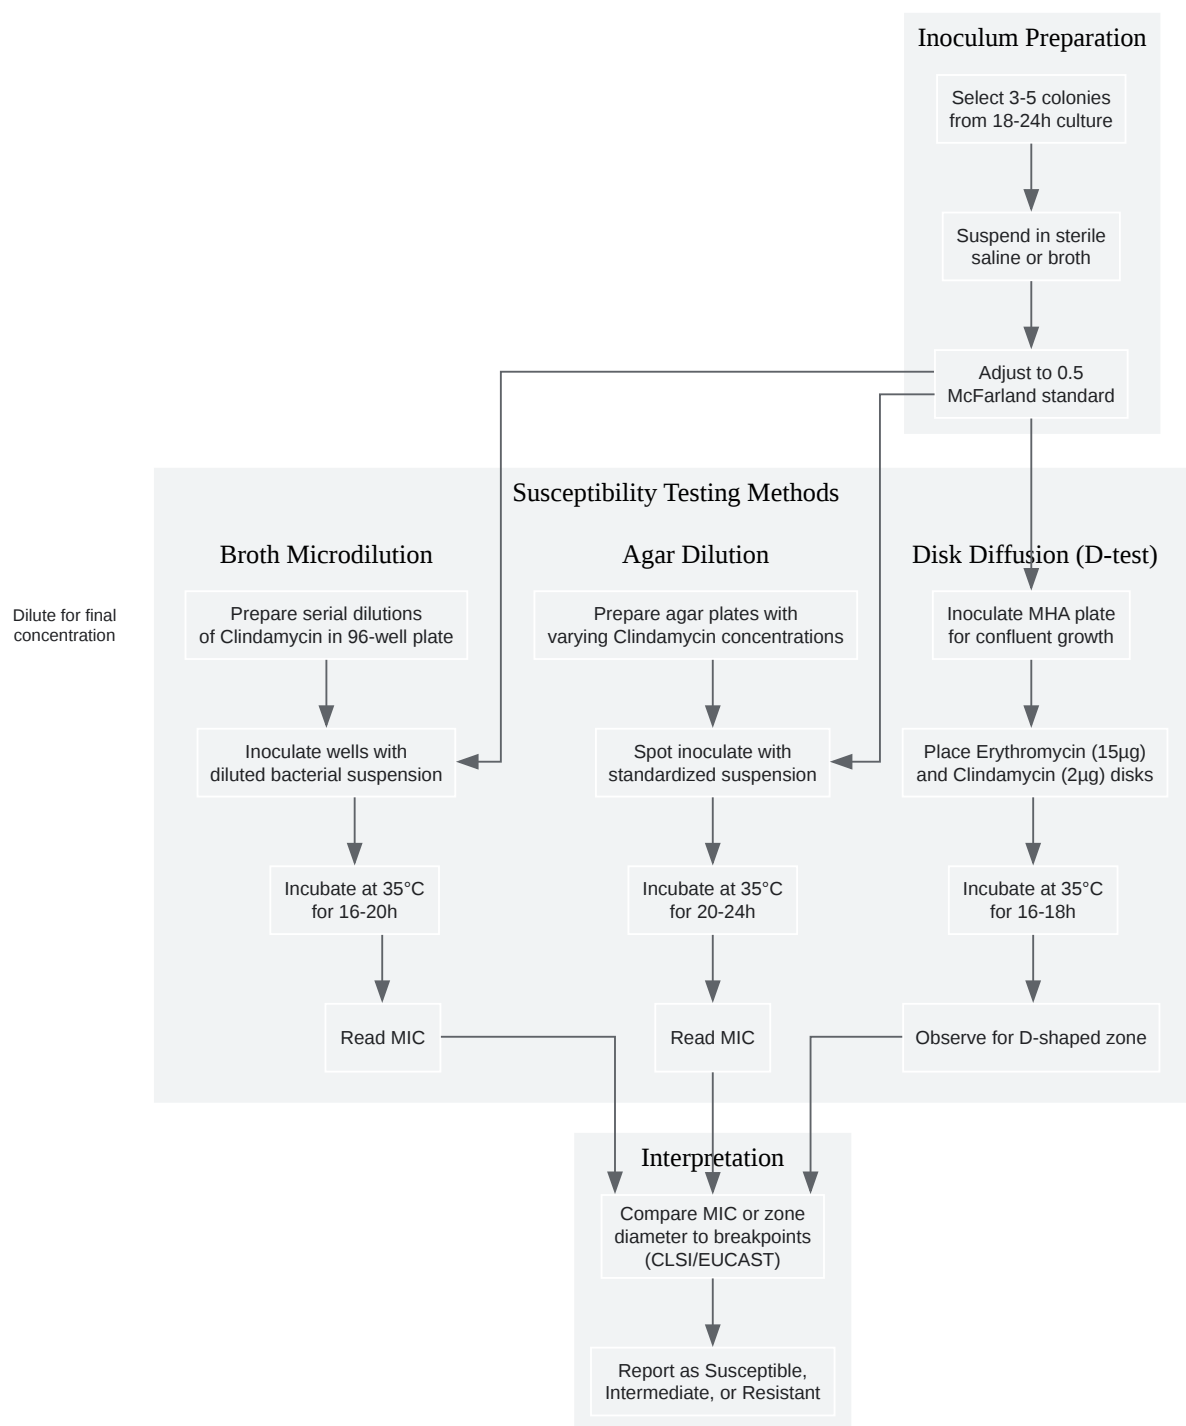 Inoculum Preparation
Select 3-5 colonies
from 18-24h culture
Suspend in sterile
saline or broth
Adjust to 0.5
McFarland standard
Susceptibility Testing Methods
Broth Microdilution
Agar Dilution
Disk Diffusion (D-test)
Dilute for final
concentration
Prepare serial dilutions
of Clindamycin in 96-well plate
Prepare agar plates with
varying Clindamycin concentrations
Inoculate MHA plate
for confluent growth
Inoculate wells with
diluted bacterial suspension
Spot inoculate with
standardized suspension
Place Erythromycin (15µg)
and Clindamycin (2µg) disks
Incubate at 35°C
for 16-20h
Incubate at 35°C
for 20-24h
Incubate at 35°C
for 16-18h
Read MIC
Read MIC
Observe for D-shaped zone
Interpretation
Compare MIC or zone
diameter to breakpoints
(CLSI/EUCAST)
Report as Susceptible,
Intermediate, or Resistant